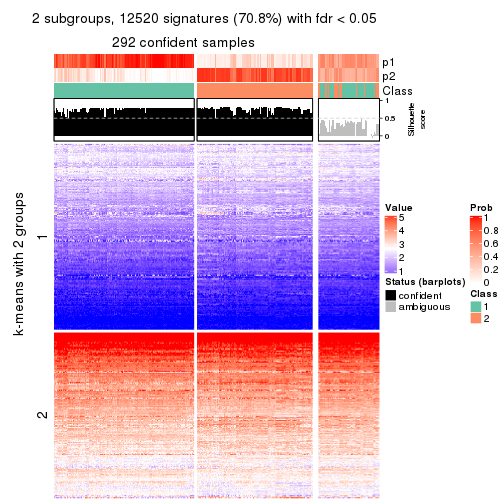 2 subgroups, 12520 signatures (70.8%) with fdr < 0.05
292 confident samples
p1
p2
Class
1
0.5
0
Silhouette
score
k-means with 2 groups
1
2
Value
5
4
3
2
1
Status (barplots)
confident
ambiguous
Prob
1
0.8
0.6
0.4
0.2
0
Class
1
2